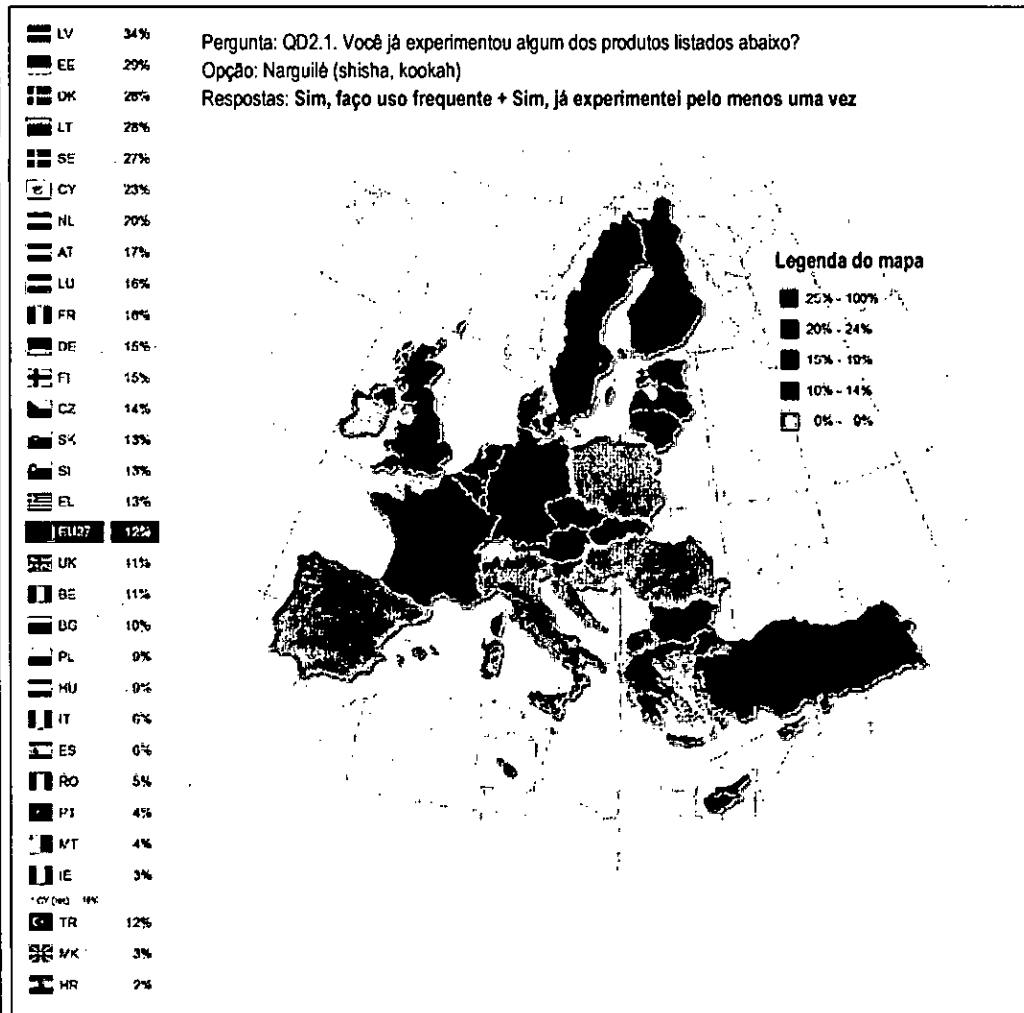 Pergunta: QD2.1. Você já experimentou algum dos produtos listados abaixo?
Opção: Narguilè (shisha, kookah)
Respostas: Sim, faço uso frequente + Sim, já experimentei pelo menos uma vez
LV 34%
EE 29%
DK 28%
LT 28%
SE 27%
CY 23%
NL 20%
AT 17%
LU 16%
FR 16%
DE 15%
FI 15%
CZ 14%
SK 13%
SI 13%
EL 13%
EU27 12%
UK 11%
BE 11%
BG 10%
PL 9%
HU 9%
IT 6%
ES 6%
RO 5%
PT 4%
MT 4%
IE 3%
TR 12%
MK 3%
HR 2%
Legenda do mapa
25% - 100%
20% - 24%
15% - 19%
10% - 14%
0% - 9%